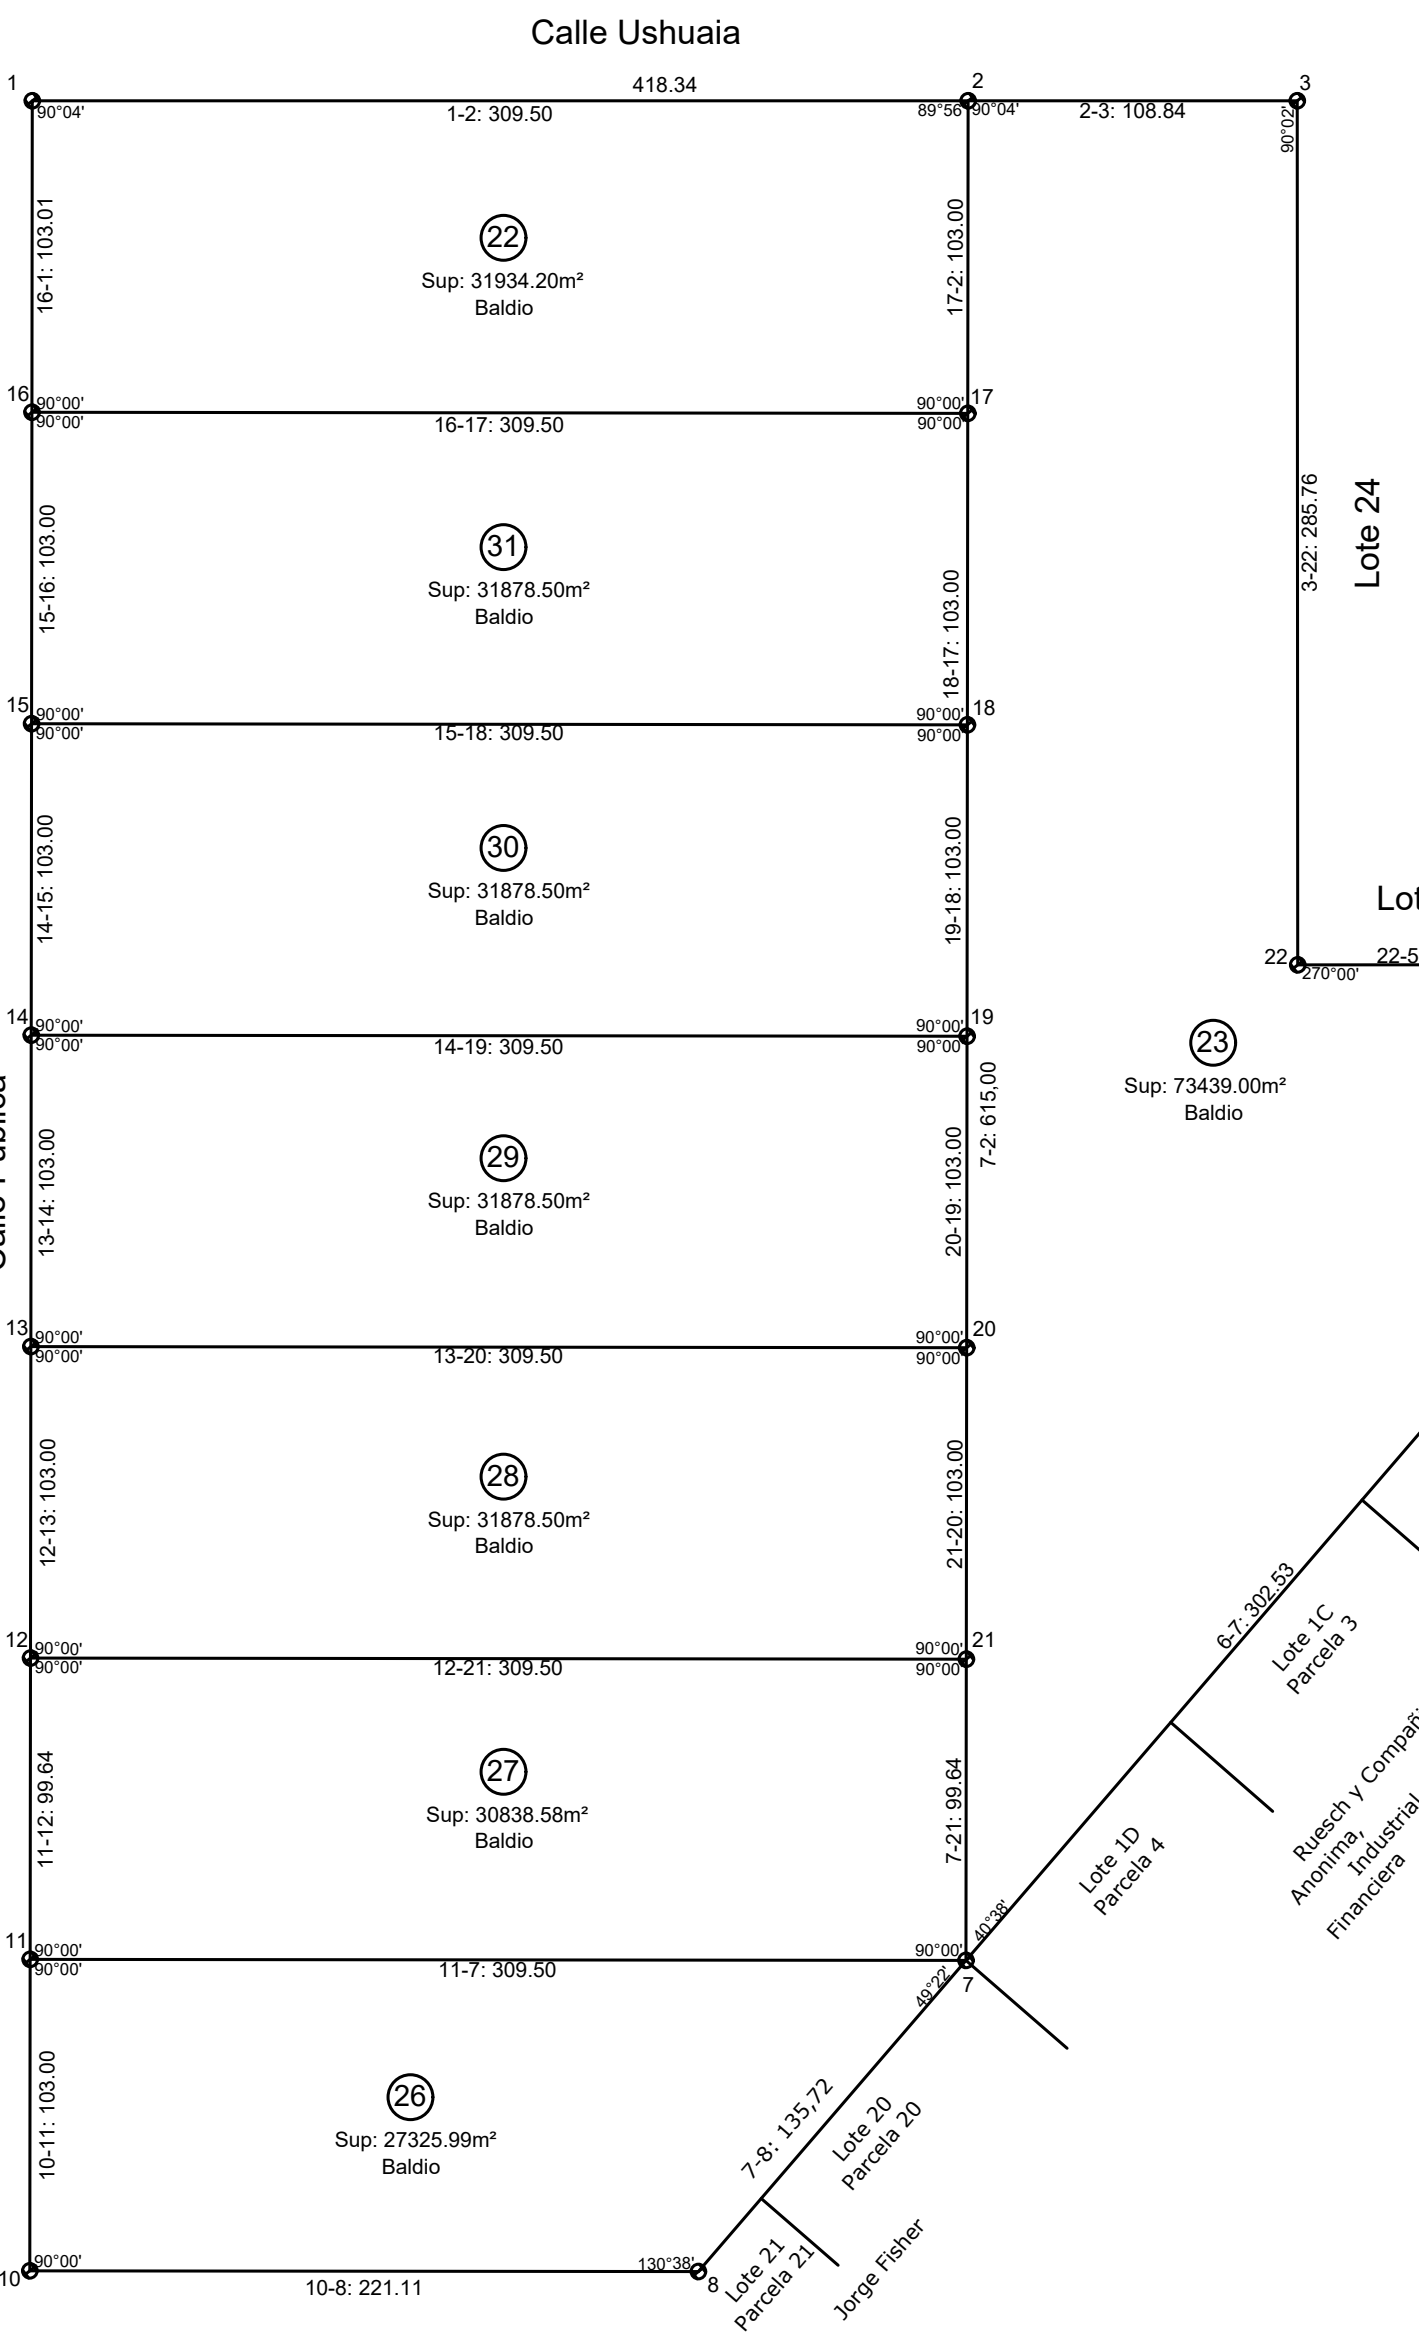 Calle Ushuaia
1
418.34
2
3
90°04'
1-2: 309.50
89°56'
90°04'
2-3: 108.84
90°02'
16-1: 103.01
22
Sup: 31934.20m²
Baldio
17-2: 103.00
16
90°00'
90°00'
16-17: 309.50
90°00'
90°00'
17
15-16: 103.00
31
Sup: 31878.50m²
Baldio
18-17: 103.00
3-22: 285.76
Lote 24
15
90°00'
90°00'
15-18: 309.50
90°00'
90°00'
18
14-15: 103.00
30
Sup: 31878.50m²
Baldio
19-18: 103.00
22
270°00'
22-5
14
90°00'
90°00'
14-19: 309.50
90°00'
90°00'
19
23
Sup: 73439.00m²
Baldio
7-2: 615,00
13-14: 103.00
29
Sup: 31878.50m²
Baldio
20-19: 103.00
13
90°00'
90°00'
13-20: 309.50
90°00'
90°00'
20
12-13: 103.00
28
Sup: 31878.50m²
Baldio
21-20: 103.00
6-7: 302.53
Lote 1C
Parcela 3
12
90°00'
90°00'
12-21: 309.50
90°00'
90°00'
21
11-12: 99.64
27
Sup: 30838.58m²
Baldio
7-21: 99.64
Lote 1D
Parcela 4
Ruesch y
Anonima,
Industrial
Financiera
11
90°00'
90°00'
11-7: 309.50
90°00'
40°38'
49°22'
7
10-11: 103.00
26
Sup: 27325.99m²
Baldio
7-8: 135,72
Lote 20
Parcela 20
10
90°00'
10-8: 221.11
130°38'
8
Lote 21
Parcela 21
Jorge Fisher